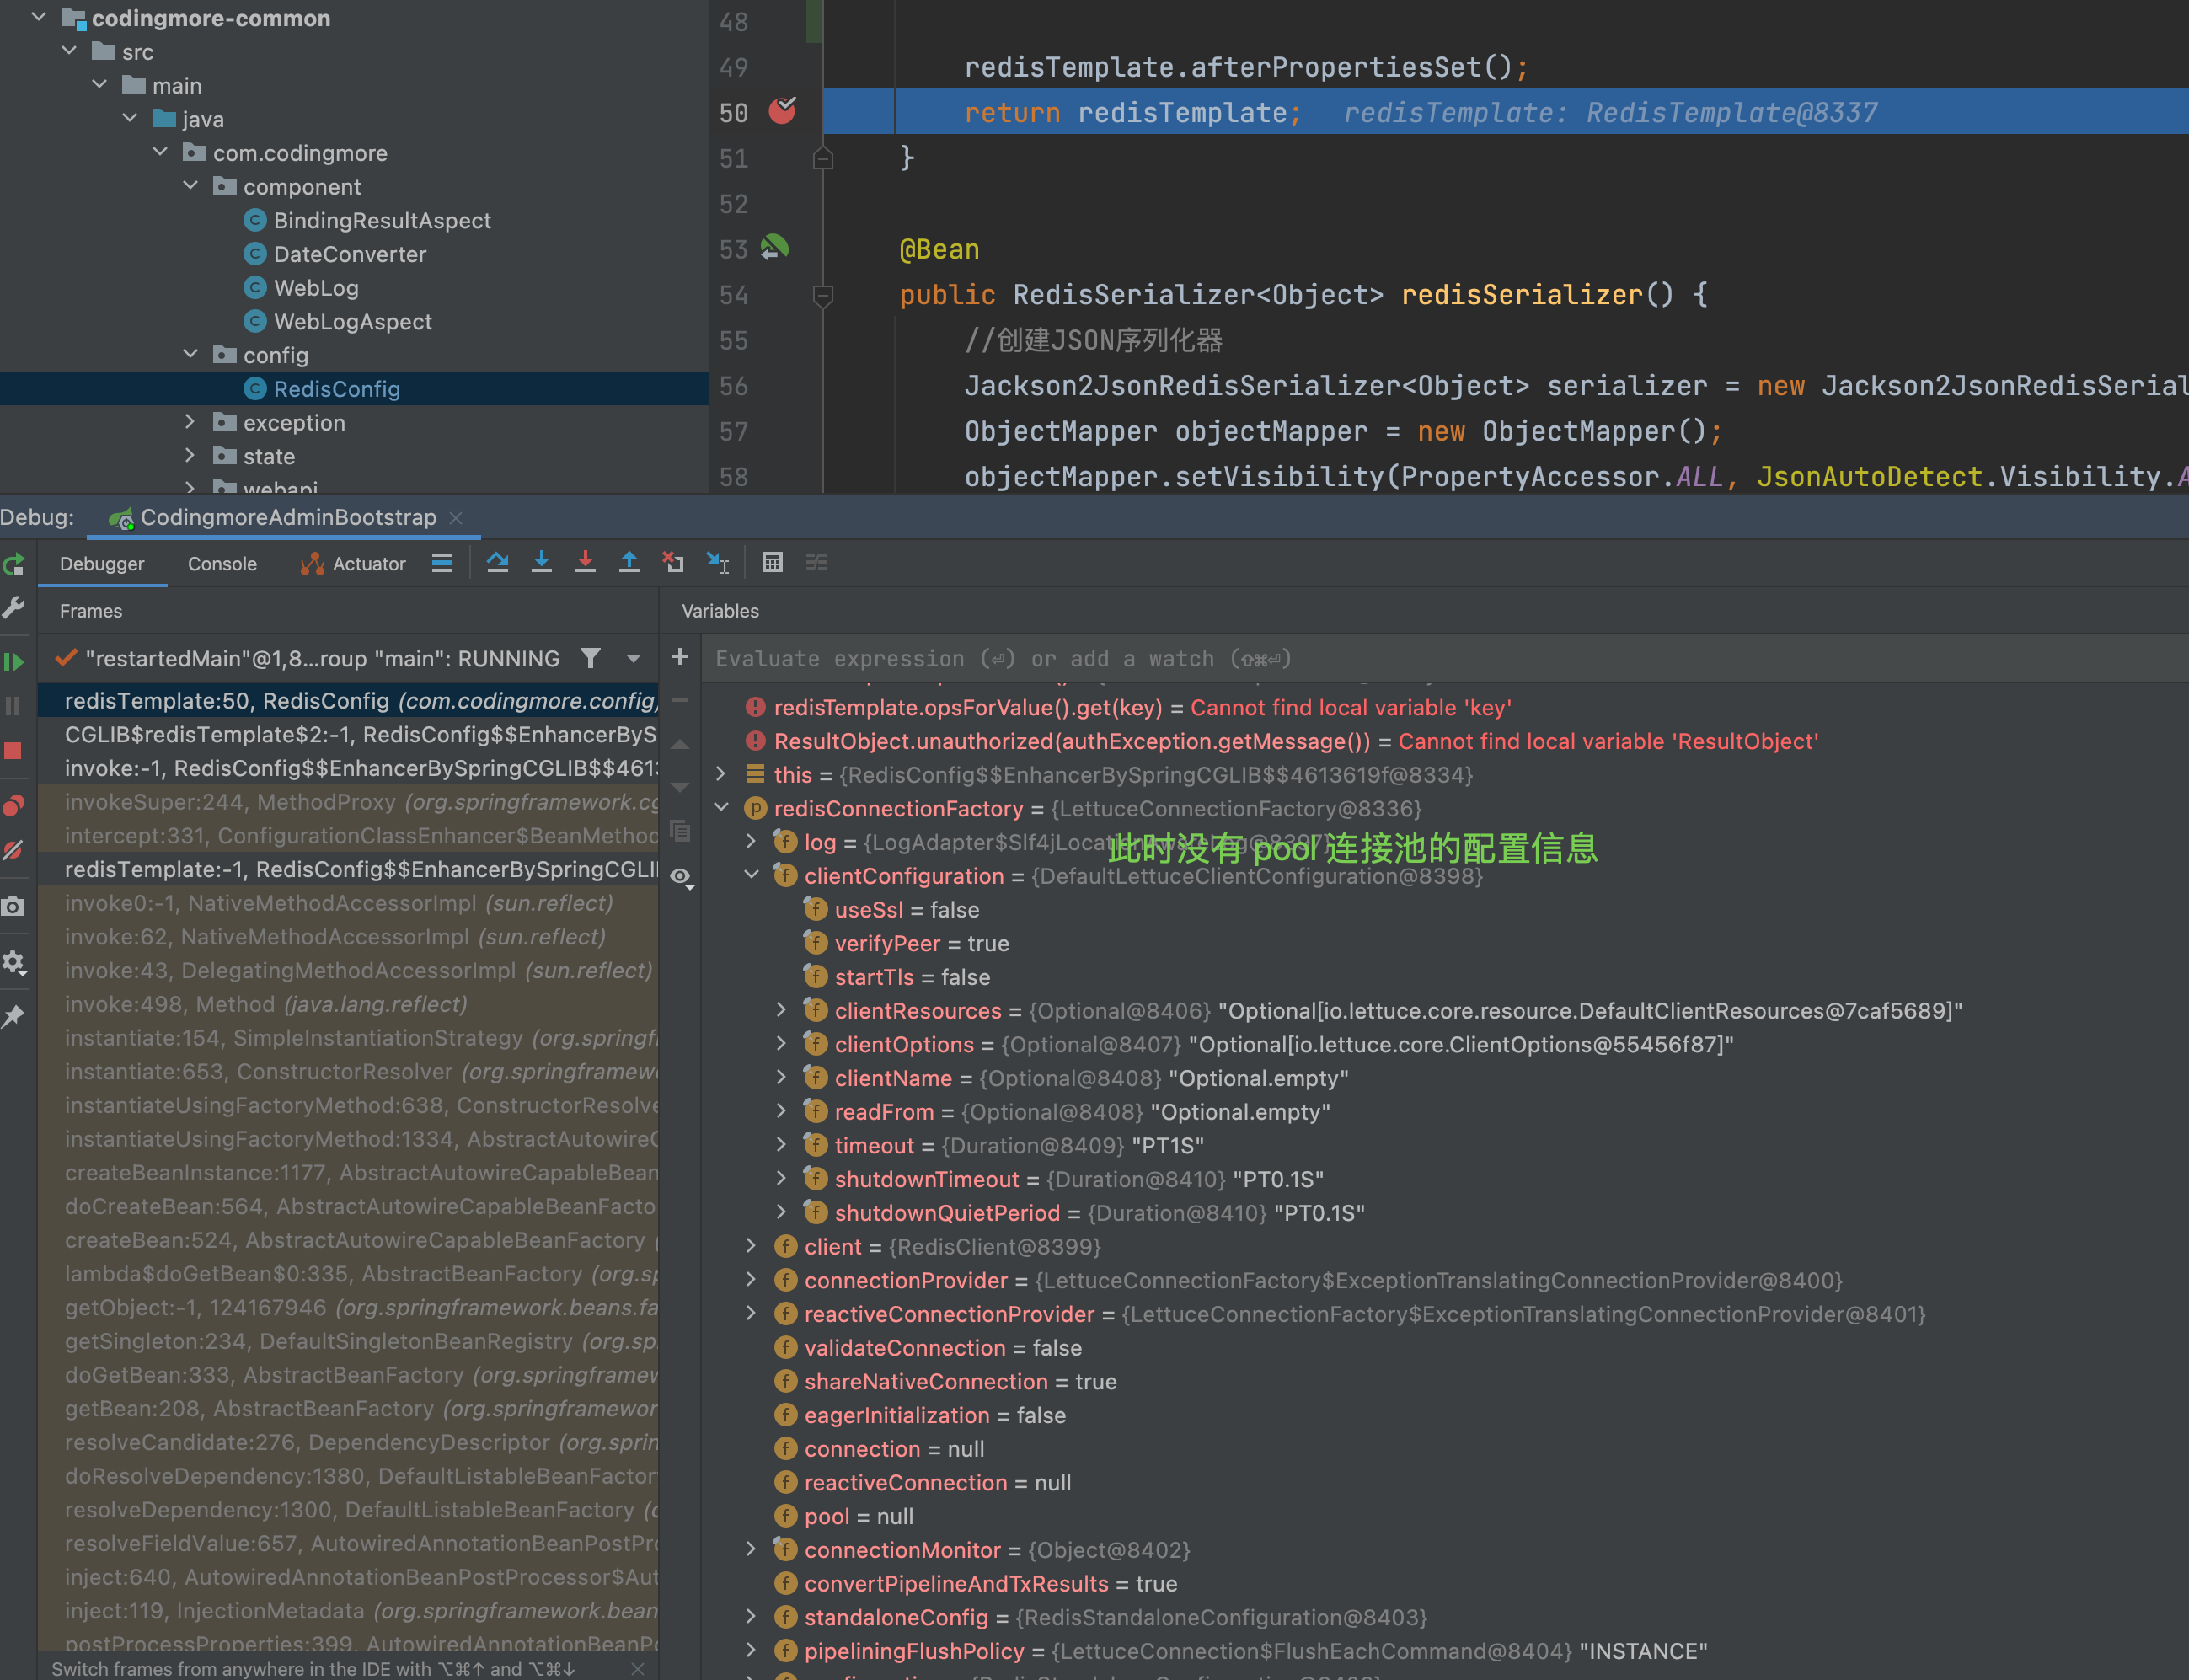 codingmore-common
src
main
java
com.codingmore
component
BindingResultAspect
DateConverter
WebLog
WebLogAspect
config
RedisConfig
exception
state
webapi
48
49 redisTemplate.afterPropertiesSet();
50 return redisTemplate; redisTemplate: RedisTemplate@8337
51 }
52
53 @Bean
54 public RedisSerializer<Object> redisSerializer() {
55 //创建JSON序列化器
56 Jackson2JsonRedisSerializer<Object> serializer = new Jackson2JsonRedisSerial
57 ObjectMapper objectMapper = new ObjectMapper();
58 objectMapper.setVisibility(PropertyAccessor.ALL, JsonAutoDetect.Visibility.A
Debug: CodingmoreAdminBootstrap
Debugger Console Actuator
Frames
"restartedMain"@1,8...roup "main": RUNNING
redisTemplate:50, RedisConfig (com.codingmore.config)
CGLIB$redisTemplate$2:-1, RedisConfig$$EnhancerByS
invoke:-1, RedisConfig$$EnhancerBySpringCGLIB$$4613
invokeSuper:244, MethodProxy (org.springframework.cg
intercept:331, ConfigurationClassEnhancer$BeanMethod
redisTemplate:-1, RedisConfig$$EnhancerBySpringCGLI
invoke0:-1, NativeMethodAccessorImpl (sun.reflect)
invoke:62, NativeMethodAccessorImpl (sun.reflect)
invoke:43, DelegatingMethodAccessorImpl (sun.reflect)
invoke:498, Method (java.lang.reflect)
instantiate:154, SimpleInstantiationStrategy (org.springf
instantiate:653, ConstructorResolver (org.springframewo
instantiateUsingFactoryMethod:638, ConstructorResolve
instantiateUsingFactoryMethod:1334, AbstractAutowireC
createBeanInstance:1177, AbstractAutowireCapableBean
doCreateBean:564, AbstractAutowireCapableBeanFacto
createBean:524, AbstractAutowireCapableBeanFactory (
lambda$doGetBean$0:335, AbstractBeanFactory (org.sp
getObject:-1, 124167946 (org.springframework.beans.fa
getSingleton:234, DefaultSingletonBeanRegistry (org.sp
doGetBean:333, AbstractBeanFactory (org.springframew
getBean:208, AbstractBeanFactory (org.springframewor
resolveCandidate:276, DependencyDescriptor (org.sprin
doResolveDependency:1380, DefaultListableBeanFactor
resolveDependency:1300, DefaultListableBeanFactory (o
resolveFieldValue:657, AutowiredAnnotationBeanPostPro
inject:640, AutowiredAnnotationBeanPostProcessor$Aut
inject:119, InjectionMetadata (org.springframework.bean
postProcessProperties:399, AutowiredAnnotationBeanPo
Switch frames from anywhere in the IDE with ⌥⌘↑ and ⌥⌘↓
Variables
Evaluate expression (⏎) or add a watch (⇧⌘⏎)
redisTemplate.opsForValue().get(key) = Cannot find local variable 'key'
ResultObject.unauthorized(authException.getMessage()) = Cannot find local variable 'ResultObject'
this = {RedisConfig$$EnhancerBySpringCGLIB$$4613619f@8334}
redisConnectionFactory = {LettuceConnectionFactory@8336}
log = {LogAdapter$Slf4jLocationAwareLog@8397}
此时没有 pool 连接池的配置信息
clientConfiguration = {DefaultLettuceClientConfiguration@8398}
useSsl = false
verifyPeer = true
startTls = false
clientResources = {Optional@8406} "Optional[io.lettuce.core.resource.DefaultClientResources@7caf5689]"
clientOptions = {Optional@8407} "Optional[io.lettuce.core.ClientOptions@55456f87]"
clientName = {Optional@8408} "Optional.empty"
readFrom = {Optional@8408} "Optional.empty"
timeout = {Duration@8409} "PT1S"
shutdownTimeout = {Duration@8410} "PT0.1S"
shutdownQuietPeriod = {Duration@8410} "PT0.1S"
client = {RedisClient@8399}
connectionProvider = {LettuceConnectionFactory$ExceptionTranslatingConnectionProvider@8400}
reactiveConnectionProvider = {LettuceConnectionFactory$ExceptionTranslatingConnectionProvider@8401}
validateConnection = false
shareNativeConnection = true
eagerInitialization = false
connection = null
reactiveConnection = null
pool = null
connectionMonitor = {Object@8402}
convertPipelineAndTxResults = true
standaloneConfig = {RedisStandaloneConfiguration@8403}
pipeliningFlushPolicy = {LettuceConnection$FlushEachCommand@8404} "INSTANCE"